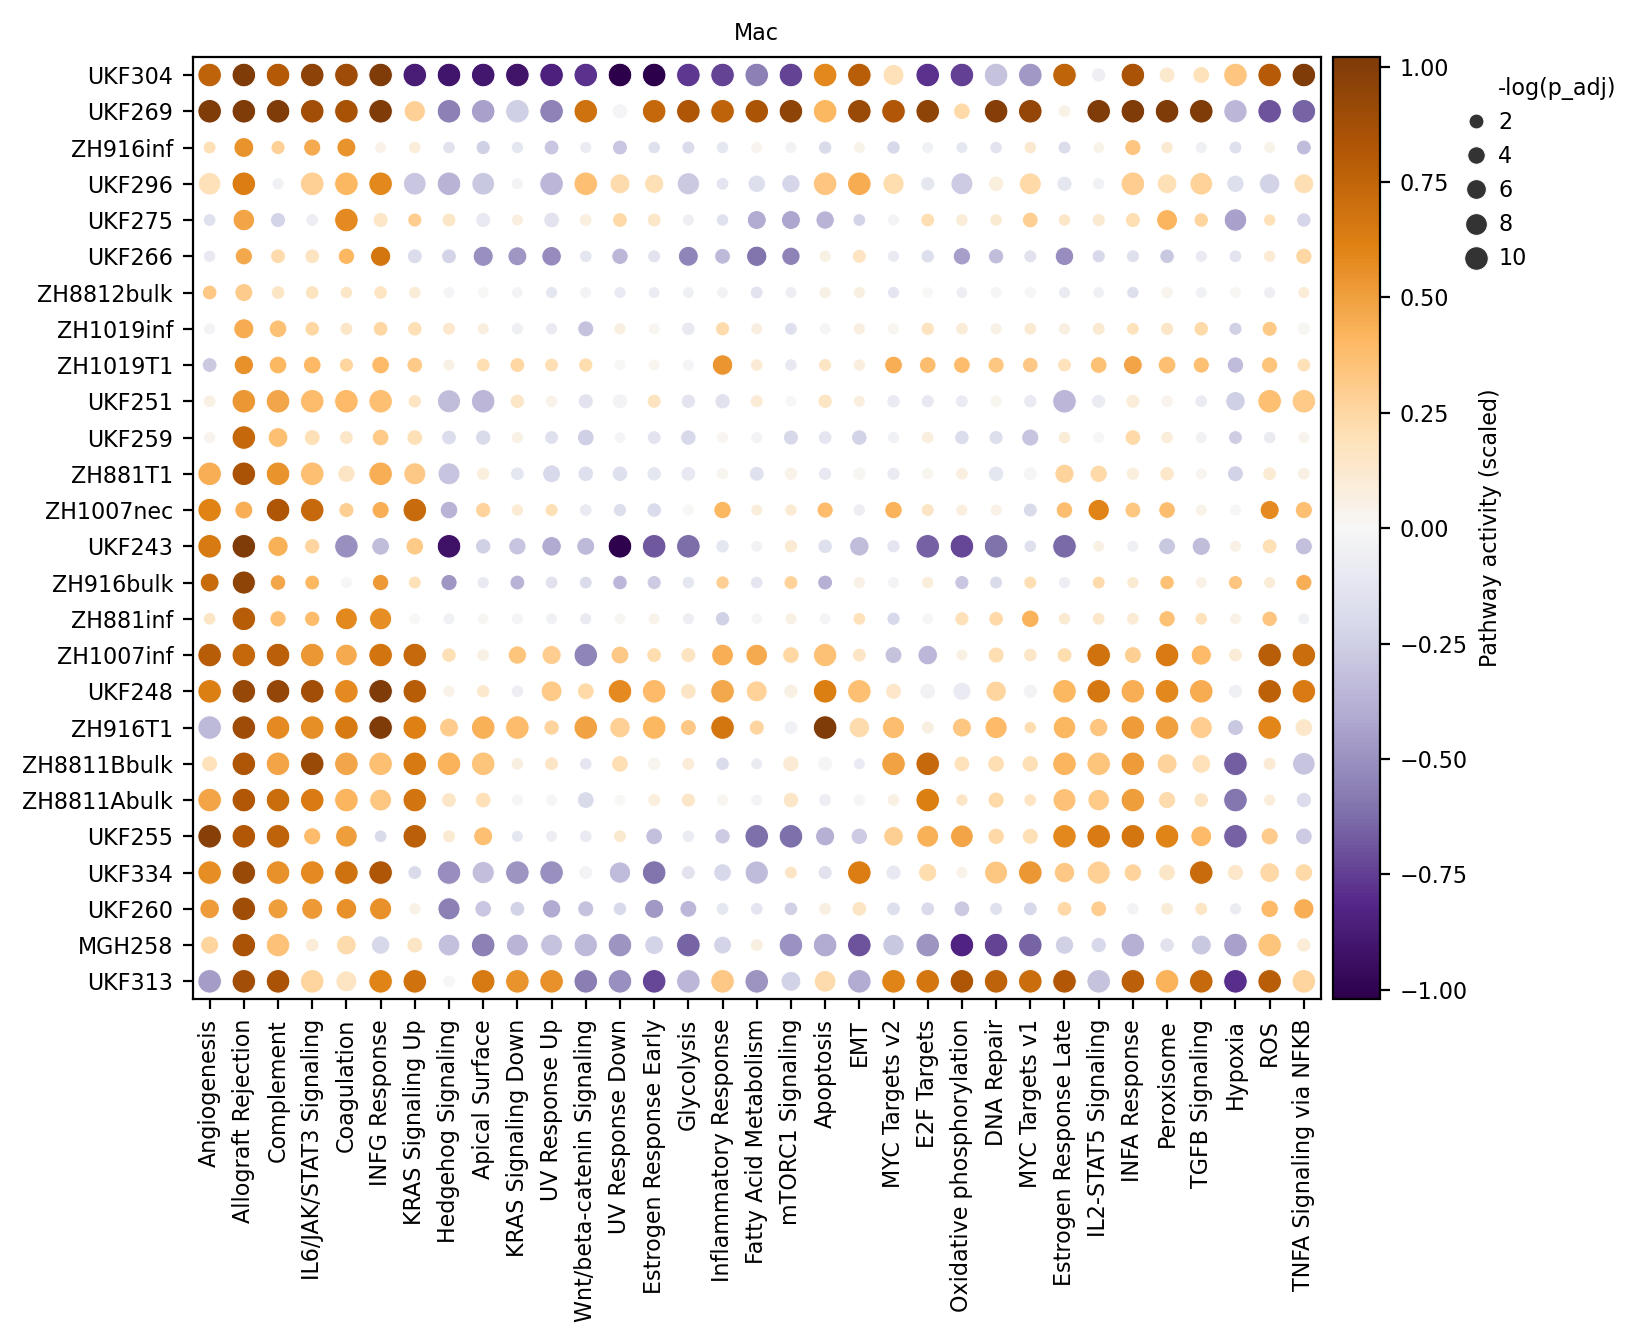 Mac
UKF304
UKF269
ZH916inf
UKF296
UKF275
UKF266
ZH8812bulk
ZH1019inf
ZH1019T1
UKF251
UKF259
ZH881T1
ZH1007nec
UKF243
ZH916bulk
ZH881inf
ZH1007inf
UKF248
ZH916T1
ZH8811Bbulk
ZH8811Abulk
UKF255
UKF334
UKF260
MGH258
UKF313
Angiogenesis
Allograft Rejection
Complement
IL6/JAK/STAT3 Signaling
Coagulation
INFG Response
KRAS Signaling Up
Hedgehog Signaling
Apical Surface
KRAS Signaling Down
UV Response Up
Wnt/beta-catenin Signaling
UV Response Down
Estrogen Response Early
Glycolysis
Inflammatory Response
Fatty Acid Metabolism
mTORC1 Signaling
Apoptosis
EMT
MYC Targets v2
E2F Targets
Oxidative phosphorylation
DNA Repair
MYC Targets v1
Estrogen Response Late
IL2-STAT5 Signaling
INFA Response
Peroxisome
TGFB Signaling
Hypoxia
ROS
TNFA Signaling via NFKB
1.00
0.75
0.50
0.25
0.00
−0.25
−0.50
−0.75
−1.00
Pathway activity (scaled)
-log(p_adj)
2
4
6
8
10